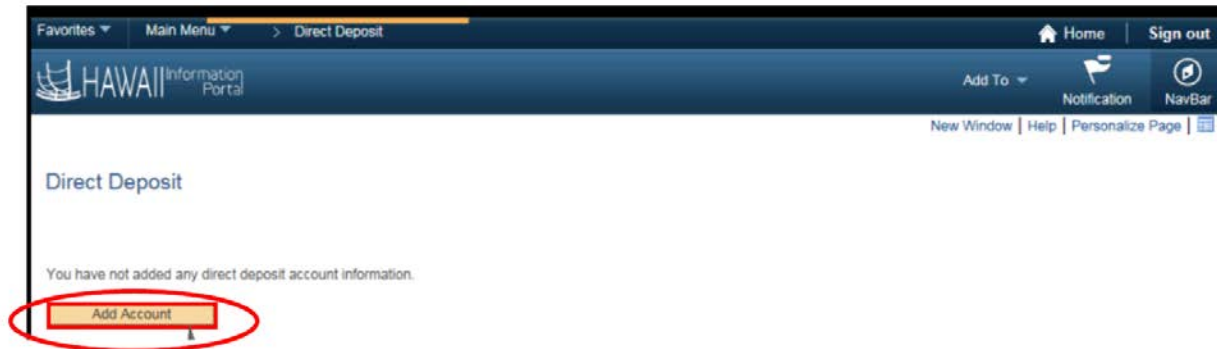 Favorites Main Menu > Direct Deposit Home Sign out
HAWAII Information Portal Add To Notification NavBar
New Window | Help | Personalize Page |
Direct Deposit
You have not added any direct deposit account information.
Add Account